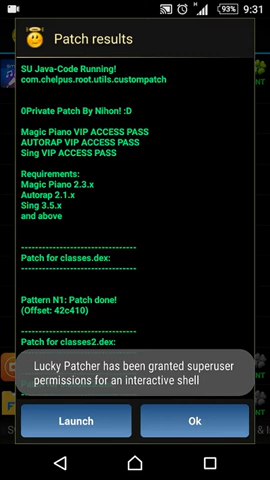 93% 9:31
Patch results
SU Java-Code Running!
com.chelpus.root.utils.custompatch
0Private Patch By Nihon! :D
Magic Piano VIP ACCESS PASS
AUTORAP VIP ACCESS PASS
Sing VIP ACCESS PASS
Requirements:
Magic Piano 2.3.x
Autorap 2.1.x
Sing 3.5.x
and above
---------------------------------
Patch for classes.dex:
---------------------------------
Pattern N1: Patch done!
(Offset: 42c410)
---------------------------------
Patch for classes2.dex:
Lucky Patcher has been granted superuser
permissions for an interactive shell
Launch
Ok